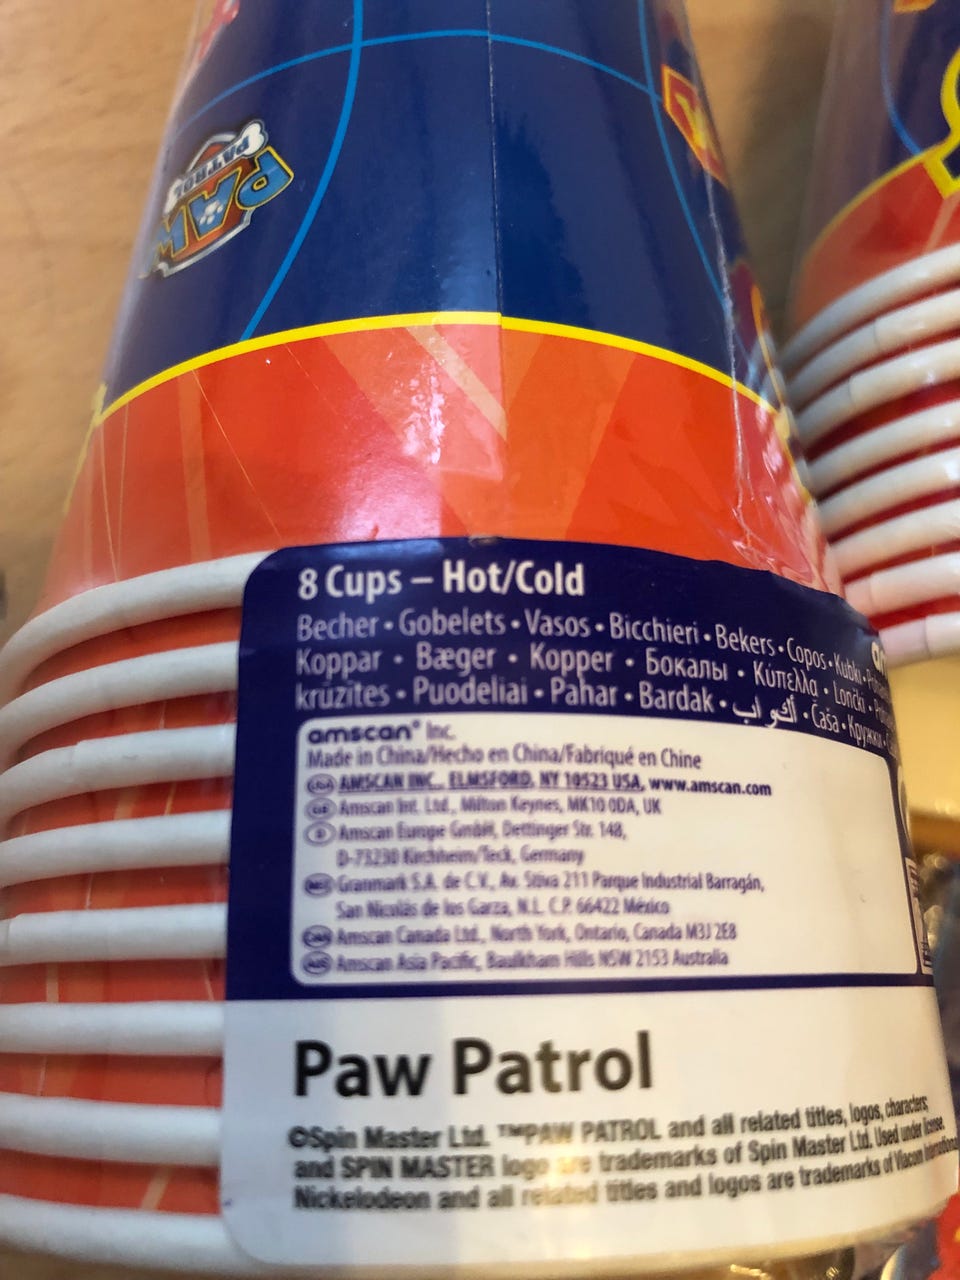 PAW
PATROL
8 Cups – Hot/Cold
Becher • Gobelets • Vasos • Bicchieri • Bekers • Copos • Kubki •
Koppar • Bæger • Kopper • Бокалы • Κύπελλα • Lončki •
krūzītes • Puodeliai • Pahar • Bardak • أكواب • Čaša • Кружки •
amscan® Inc.
Made in China/Hecho en China/Fabriqué en Chine
USA AMSCAN INC., ELMSFORD, NY 10523 USA, www.amscan.com
GB Amscan Int. Ltd., Milton Keynes, MK10 0DA, UK
D Amscan Europe GmbH, Dettinger Str. 148,
D-73230 Kirchheim/Teck, Germany
MEX Granmark S.A. de C.V., Av. Stiva 211 Parque Industrial Barragán,
San Nicolás de los Garza, N.L. C.P. 66422 México
CAN Amscan Canada Ltd., North York, Ontario, Canada M3J 2E8
AUS Amscan Asia Pacific, Baulkham Hills NSW 2153 Australia
Paw Patrol
©Spin Master Ltd. ™PAW PATROL and all related titles, logos, characters;
and SPIN MASTER logo are trademarks of Spin Master Ltd. Used under license.
Nickelodeon and all related titles and logos are trademarks of Viacom International